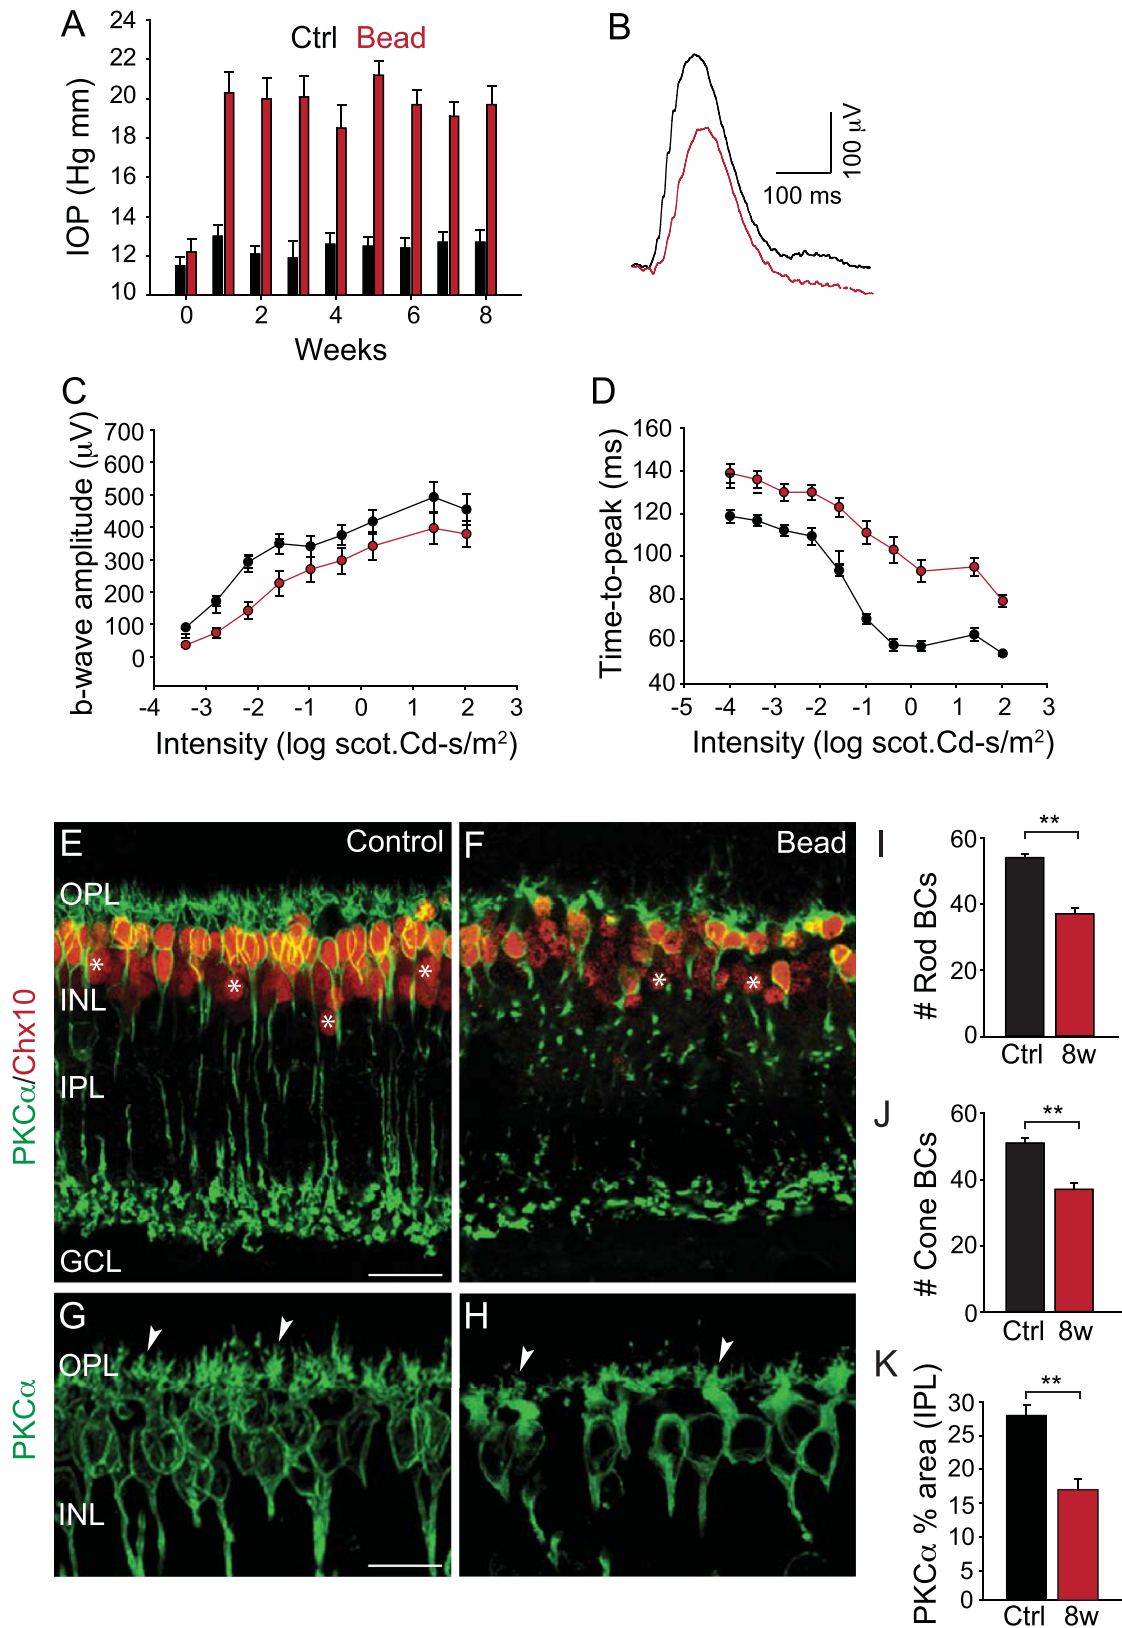 A
24
22
20
18
16
14
12
10
IOP (Hg mm)
Ctrl Bead
0 2 4 6 8
Weeks
B
100 µV
100 ms
C
700
600
500
400
300
200
100
0
b-wave amplitude (µV)
-4 -3 -2 -1 0 1 2 3
Intensity (log scot.Cd-s/m²)
D
160
140
120
100
80
60
40
Time-to-peak (ms)
-5 -4 -3 -2 -1 0 1 2 3
Intensity (log scot.Cd-s/m²)
PKCα/Chx10
E
Control
OPL
*
*
*
*
INL
IPL
GCL
F
Bead
*
*
PKCα
G
OPL
INL
H
I
60
40
20
0
# Rod BCs
**
Ctrl 8w
J
60
40
20
0
# Cone BCs
**
Ctrl 8w
K
30
25
20
15
10
5
0
PKCα % area (IPL)
**
Ctrl 8w